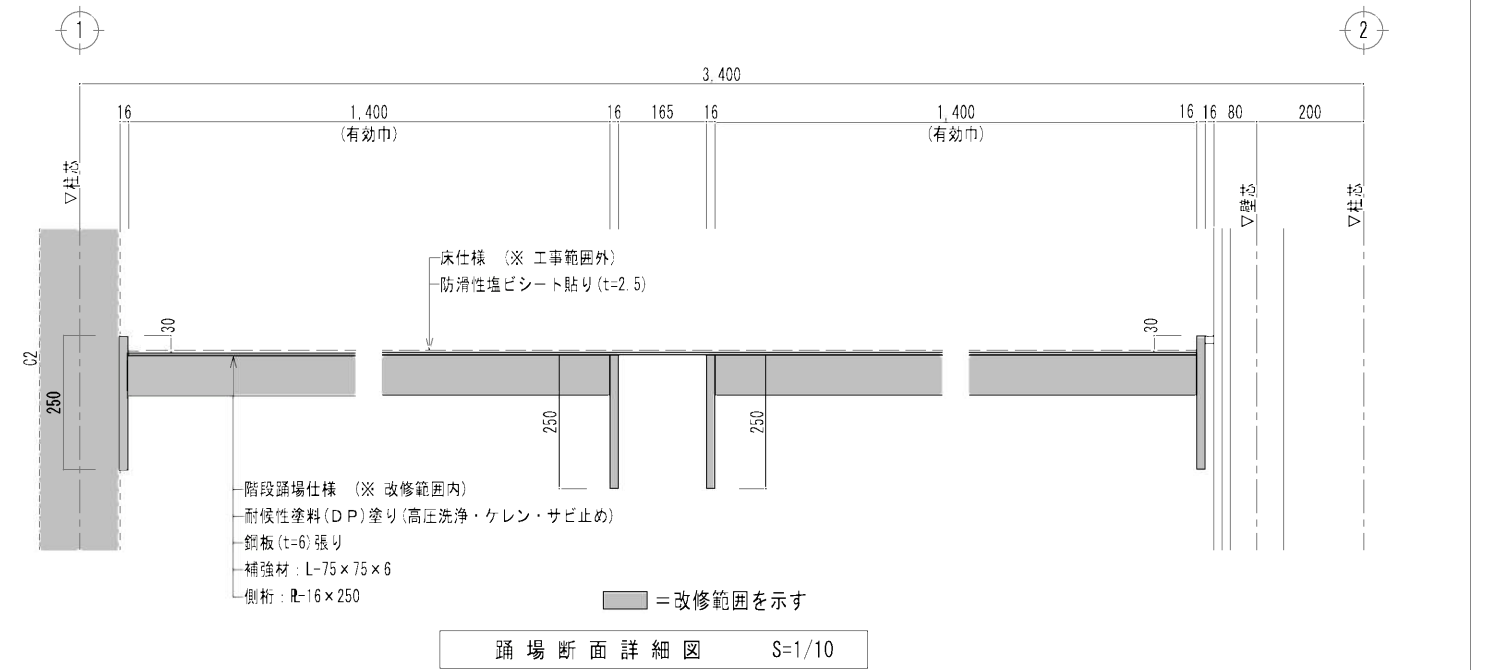 1
2
3,400
16
1,400
(有効巾)
16
165
16
1,400
(有効巾)
16
16
80
200
▽柱芯
▽壁芯
▽柱芯
床仕様 (※ 工事範囲外)
防滑性塩ビシート貼り(t=2.5)
30
30
C2
250
250
250
階段踊場仕様 (※ 改修範囲内)
耐候性塗料(DP)塗り(高圧洗浄・ケレン・サビ止め)
鋼板(t=6)張り
補強材:L-75×75×6
側桁:PL-16×250
=改修範囲を示す
踊場断面詳細図 S=1/10